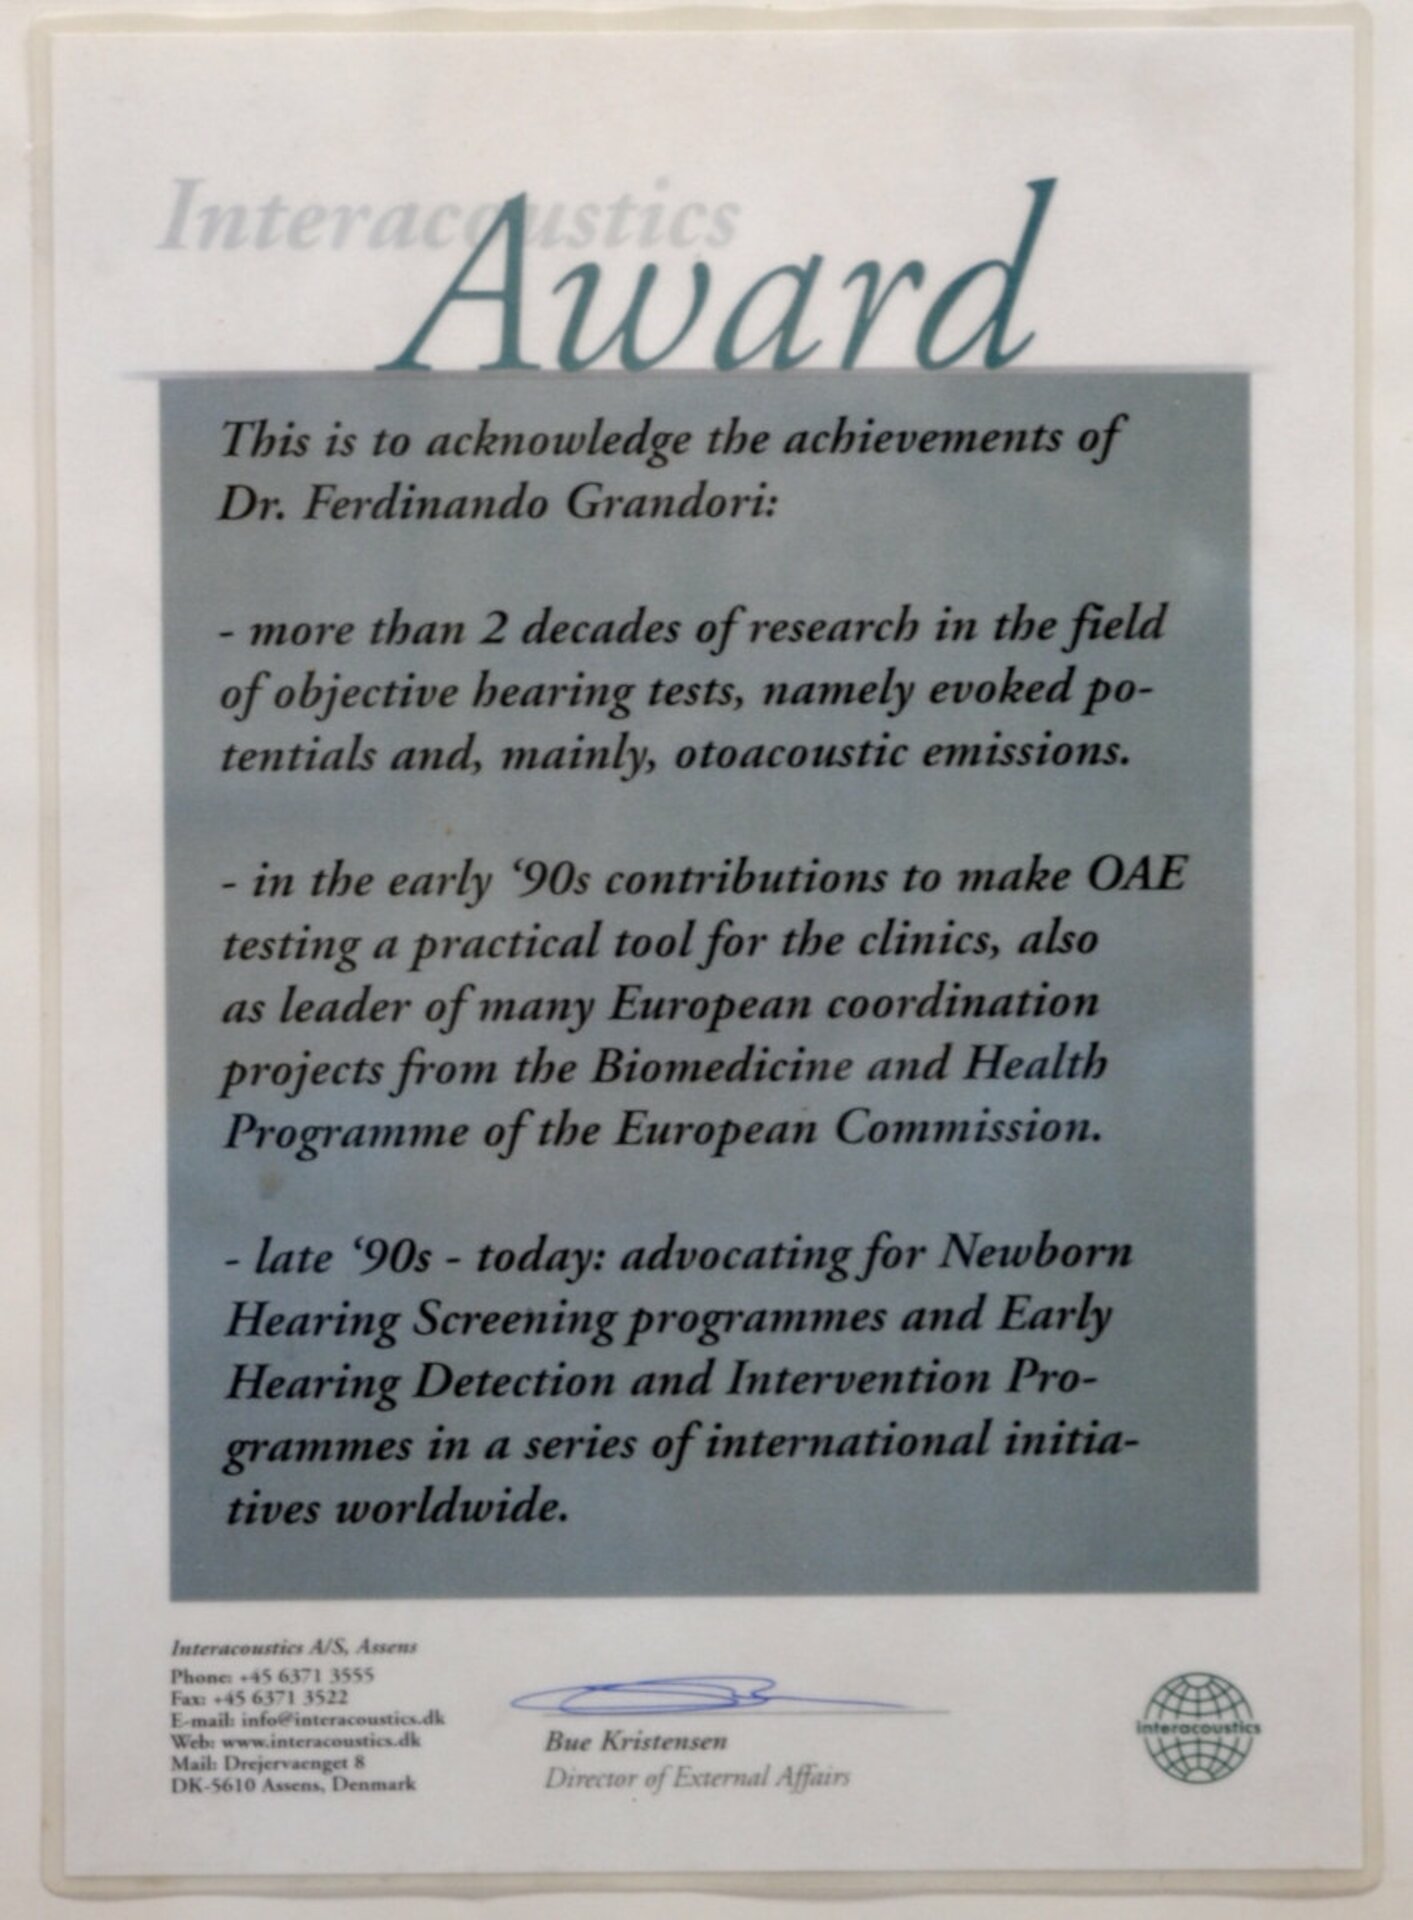 Interacoustics
Award
This is to acknowledge the achievements of
Dr. Ferdinando Grandori:
- more than 2 decades of research in the field
of objective hearing tests, namely evoked po-
tentials and, mainly, otoacoustic emissions.
- in the early ‘90s contributions to make OAE
testing a practical tool for the clinics, also
as leader of many European coordination
projects from the Biomedicine and Health
Programme of the European Commission.
- late ‘90s - today: advocating for Newborn
Hearing Screening programmes and Early
Hearing Detection and Intervention Pro-
grammes in a series of international initia-
tives worldwide.
Interacoustics A/S, Assens
Phone: +45 6371 3555
Fax: +45 6371 3522
E-mail: info@interacoustics.dk
Web: www.interacoustics.dk
Mail: Drejervaenget 8
DK-5610 Assens, Denmark
Bue Kristensen
Director of External Affairs
interacoustics